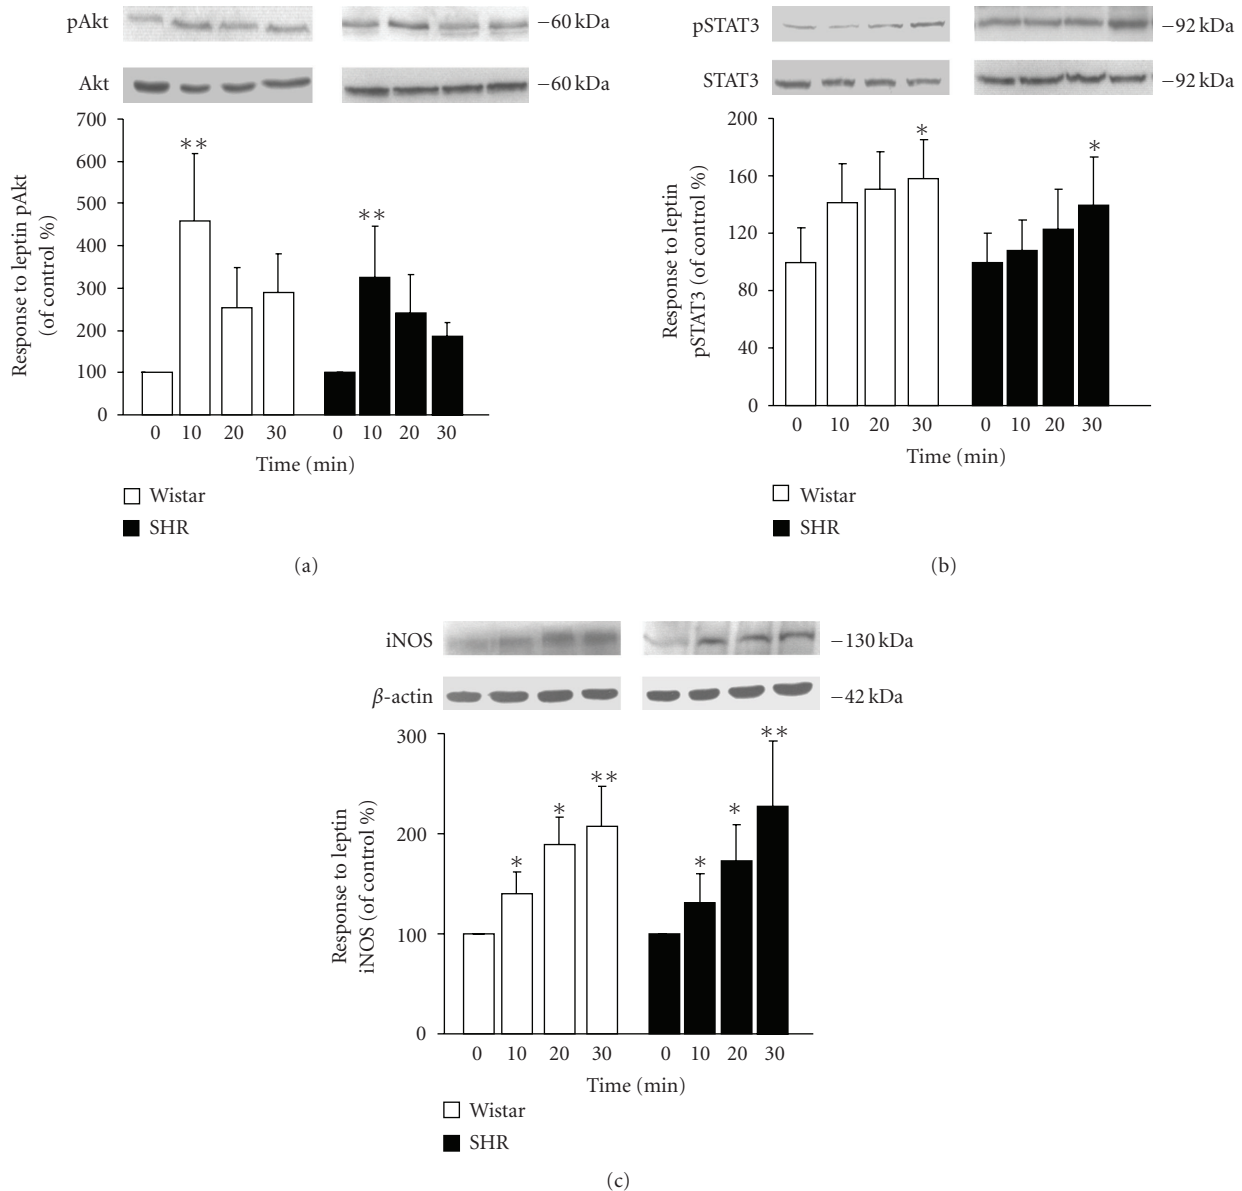 pAkt
−60 kDa
Akt
−60 kDa
700
600
500
400
300
200
100
0
Response to leptin pAkt
(of control %)
∗∗
∗∗
0 10 20 30 0 10 20 30
Time (min)
Wistar
SHR
(a)
pSTAT3
−92 kDa
STAT3
−92 kDa
200
160
120
80
40
0
Response to leptin
pSTAT3 (of control %)
∗
∗
0 10 20 30 0 10 20 30
Time (min)
Wistar
SHR
(b)
iNOS
−130 kDa
β-actin
−42 kDa
300
200
100
0
Response to leptin
iNOS (of control %)
∗ ∗ ∗∗
∗ ∗ ∗∗
0 10 20 30 0 10 20 30
Time (min)
Wistar
SHR
(c)